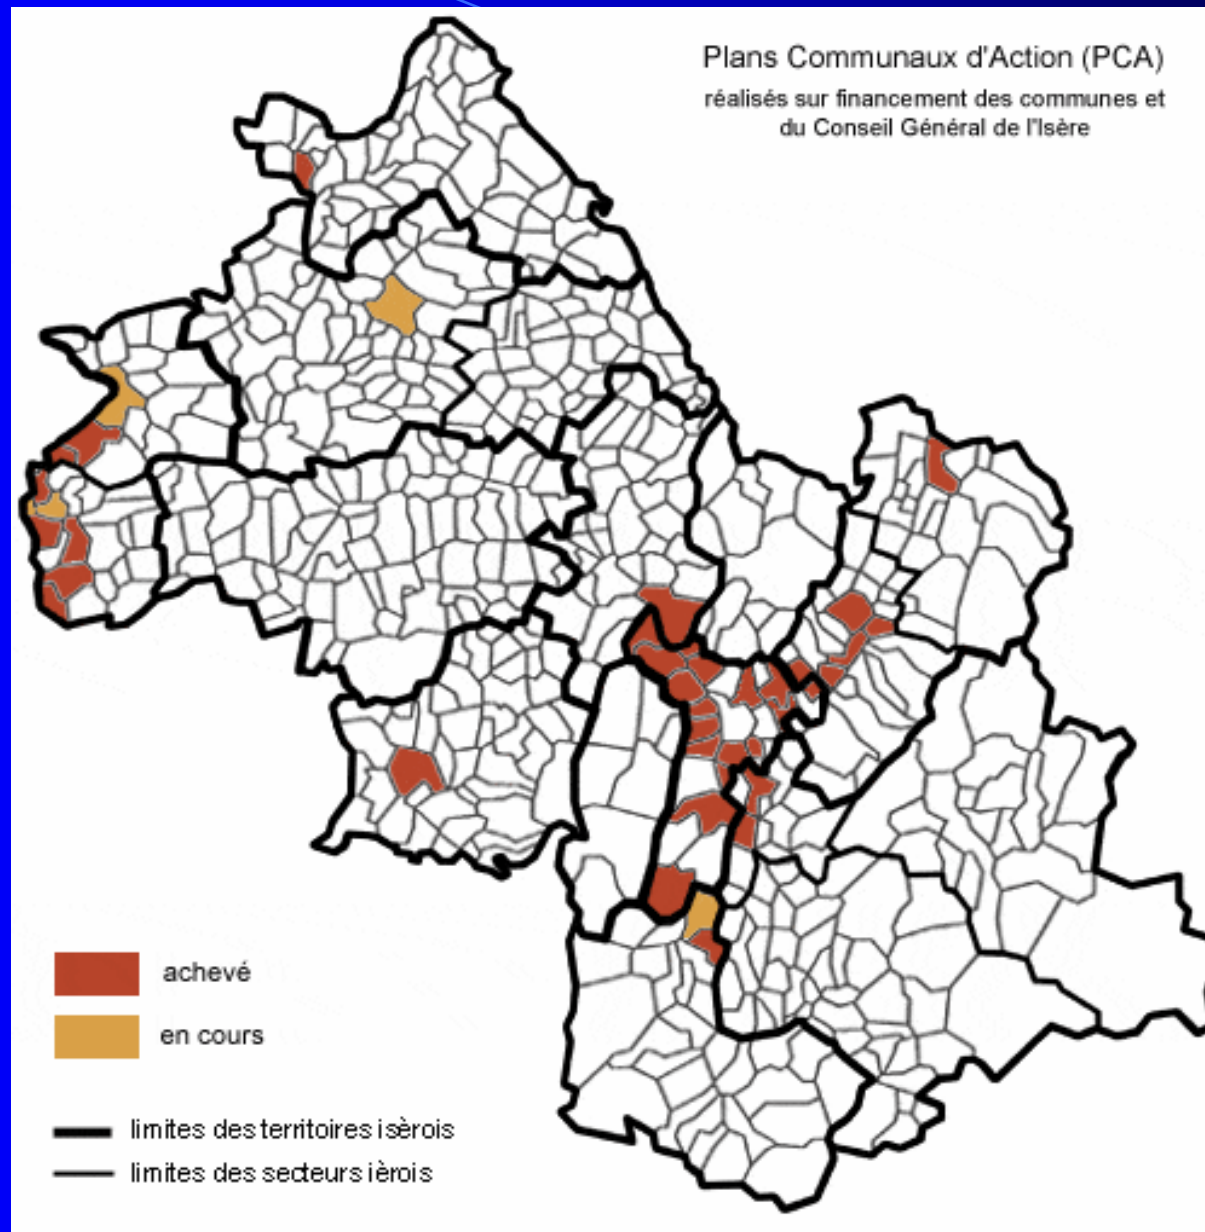 Plans Communaux d'Action (PCA)
réalisés sur financement des communes et
du Conseil Général de l'Isère
achevé
en cours
limites des territoires isèrois
limites des secteurs ièrois